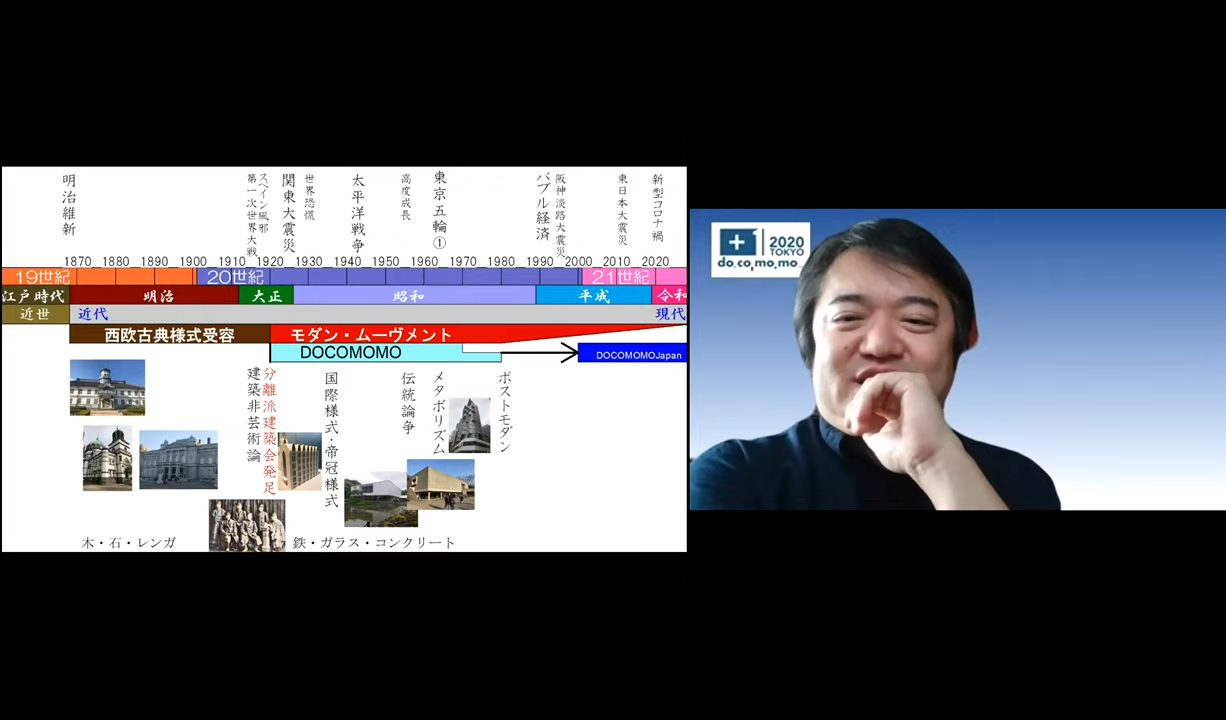 明治維新
第一次世界大戦
スペイン風邪
関東大震災
世界恐慌
太平洋戦争
高度成長
東京五輪①
バブル経済
阪神淡路大震災
東日本大震災
新型コロナ禍
1870 1880 1890 1900 1910 1920 1930 1940 1950 1960 1970 1980 1990 2000 2010 2020
19世紀 20世紀 21世紀
江戸時代 明治 大正 昭和 平成 令和
近世 近代 現代
西欧古典様式受容 モダン・ムーヴメント
DOCOMOMO DOCOMOMOJapan
建築非芸術論
分離派建築会発足
国際様式・帝冠様式
伝統論争
メタボリズム
ポストモダン
木・石・レンガ 鉄・ガラス・コンクリート
+1 2020
TOKYO
do.co,mo.mo_